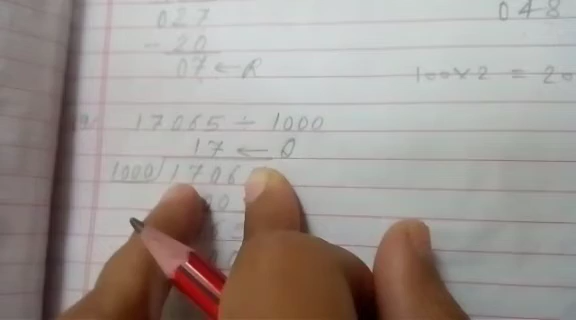 027
048
- 20
07 ← R
100×2 = 20
17065 ÷ 1000
17 ← Q
1000)1706